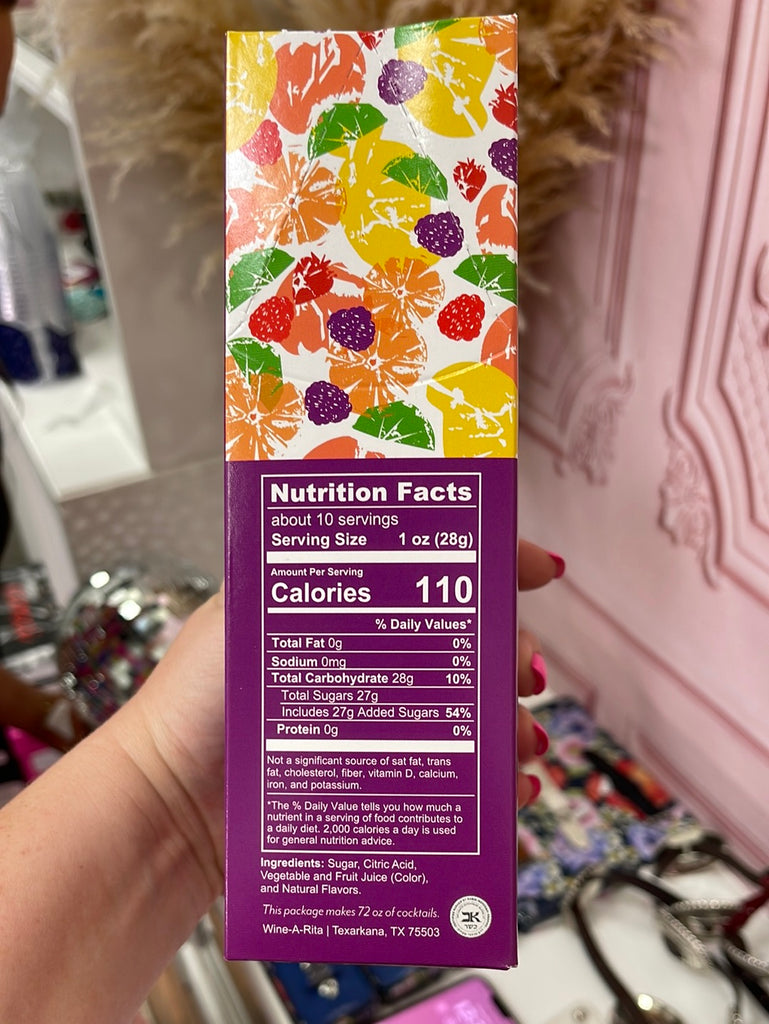 Nutrition Facts
about 10 servings
Serving Size 1 oz (28g)
Amount Per Serving
Calories 110
% Daily Values*
Total Fat 0g 0%
Sodium 0mg 0%
Total Carbohydrate 28g 10%
Total Sugars 27g
Includes 27g Added Sugars 54%
Protein 0g 0%
Not a significant source of sat fat, trans
fat, cholesterol, fiber, vitamin D, calcium,
iron, and potassium.
*The % Daily Value tells you how much a
nutrient in a serving of food contributes to
a daily diet. 2,000 calories a day is used
for general nutrition advice.
Ingredients: Sugar, Citric Acid,
Vegetable and Fruit Juice (Color),
and Natural Flavors.
This package makes 72 oz of cocktails.
Wine-A-Rita | Texarkana, TX 75503